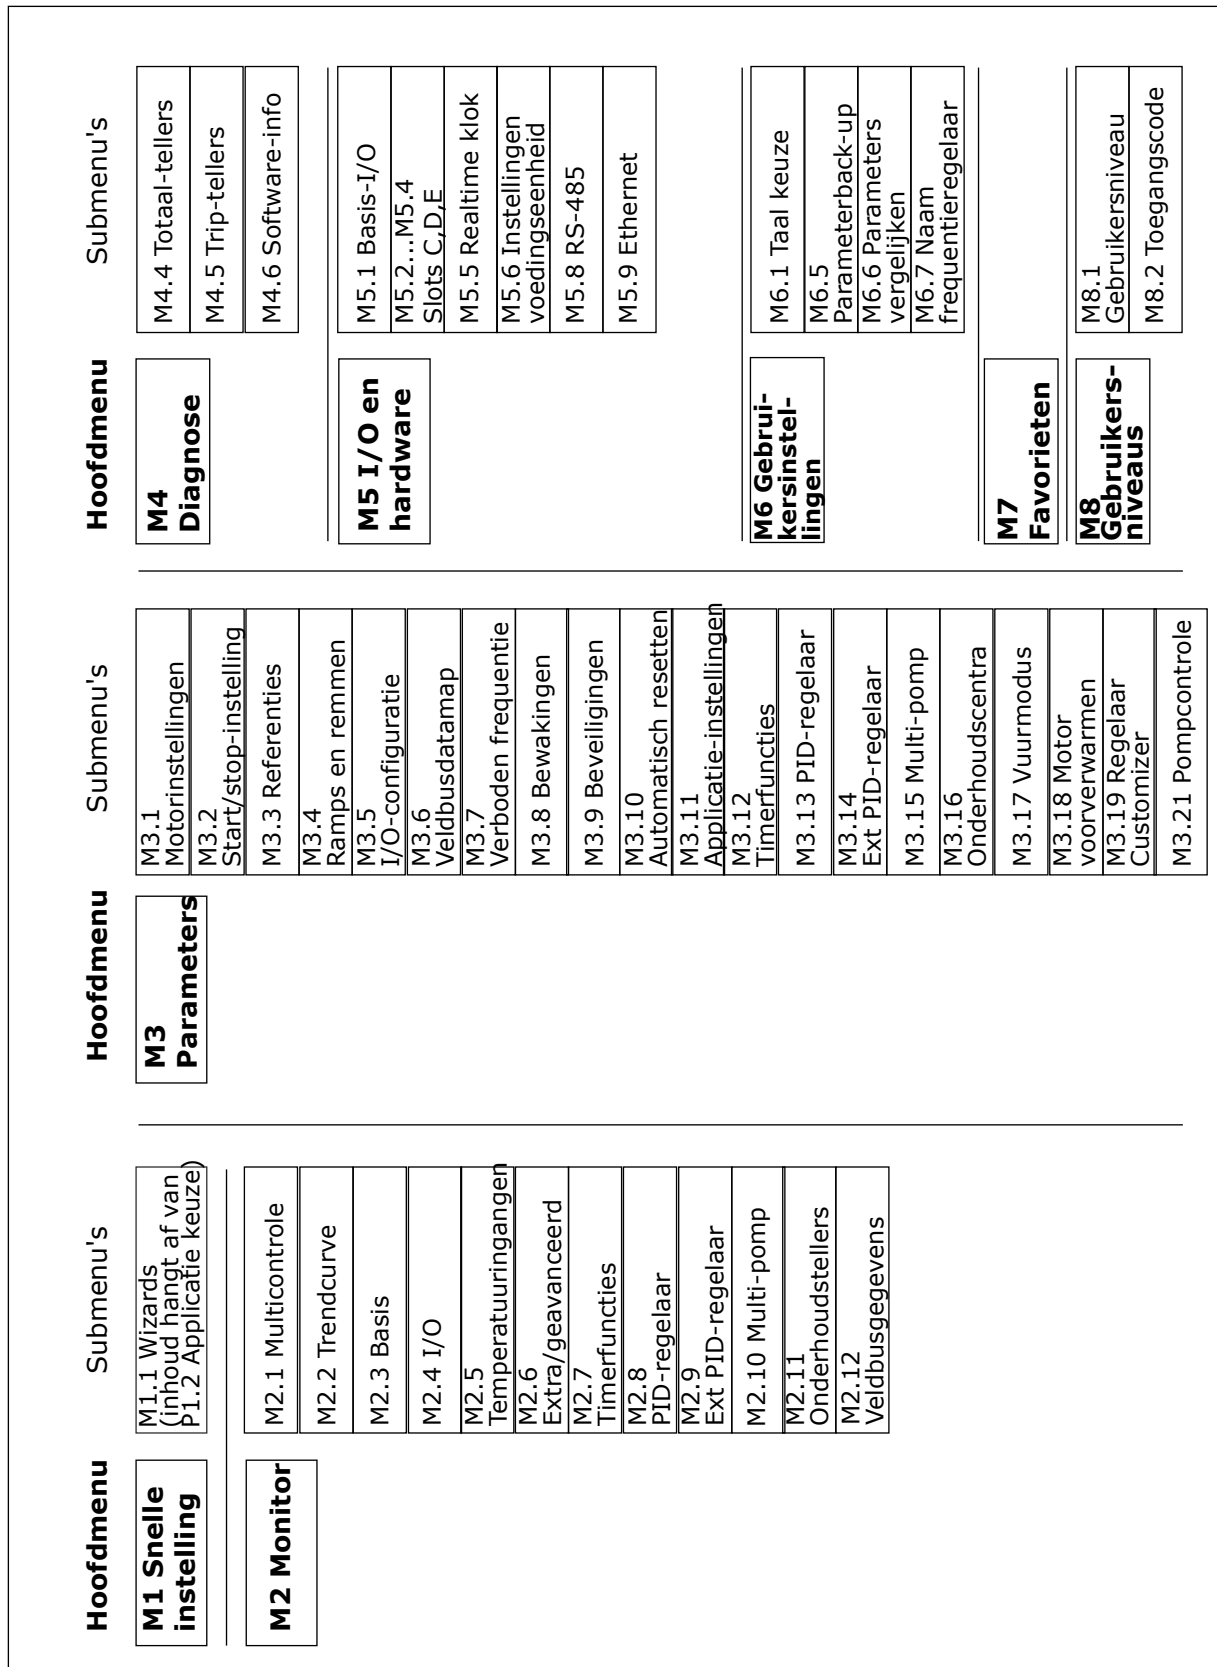 Hoofdmenu
Submenu's
M1 Snelle
instelling
M1.1 Wizards
(inhoud hangt af van
P1.2 Applicatie keuze)
M2 Monitor
M2.1 Multicontrole
M2.2 Trendcurve
M2.3 Basis
M2.4 I/O
M2.5
Temperatuuringangen
M2.6
Extra/geavanceerd
M2.7
Timerfuncties
M2.8
PID-regelaar
M2.9
Ext PID-regelaar
M2.10 Multi-pomp
M2.11
Onderhoudstellers
M2.12
Veldbusgegevens
Hoofdmenu
Submenu's
M3
Parameters
M3.1
Motorinstellingen
M3.2
Start/stop-instelling
M3.3 Referenties
M3.4
Ramps en remmen
M3.5
I/O-configuratie
M3.6
Veldbusdatamap
M3.7
Verboden frequentie
M3.8 Bewakingen
M3.9 Beveiligingen
M3.10
Automatisch resetten
M3.11
Applicatie-instellingen
M3.12
Timerfuncties
M3.13 PID-regelaar
M3.14
Ext PID-regelaar
M3.15 Multi-pomp
M3.16
Onderhoudscentra
M3.17 Vuurmodus
M3.18 Motor
voorverwarmen
M3.19 Regelaar
Customizer
M3.21 Pompcontrole
Hoofdmenu
Submenu's
M4
Diagnose
M4.4 Totaal-tellers
M4.5 Trip-tellers
M4.6 Software-info
M5 I/O en
hardware
M5.1 Basis-I/O
M5.2...M5.4
Slots C,D,E
M5.5 Realtime klok
M5.6 Instellingen
voedingseenheid
M5.8 RS-485
M5.9 Ethernet
M6 Gebrui-
kersinstel-
lingen
M6.1 Taal keuze
M6.5
Parameterback-up
M6.6 Parameters
vergelijken
M6.7 Naam
frequentieregelaar
M7
Favorieten
M8
Gebruikers-
niveaus
M8.1
Gebruikersniveau
M8.2 Toegangscode